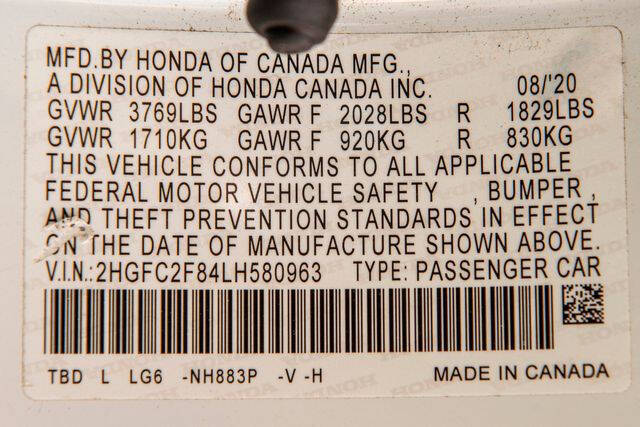 MFD.BY HONDA OF CANADA MFG.,
A DIVISION OF HONDA CANADA INC. 08/'20
GVWR 3769LBS GAWR F 2028LBS R 1829LBS
GVWR 1710KG GAWR F 920KG R 830KG
THIS VEHICLE CONFORMS TO ALL APPLICABLE
FEDERAL MOTOR VEHICLE SAFETY , BUMPER ,
AND THEFT PREVENTION STANDARDS IN EFFECT
ON THE DATE OF MANUFACTURE SHOWN ABOVE.
V.I.N.:2HGFC2F84LH580963 TYPE: PASSENGER CAR
TBD L LG6 -NH883P -V -H MADE IN CANADA